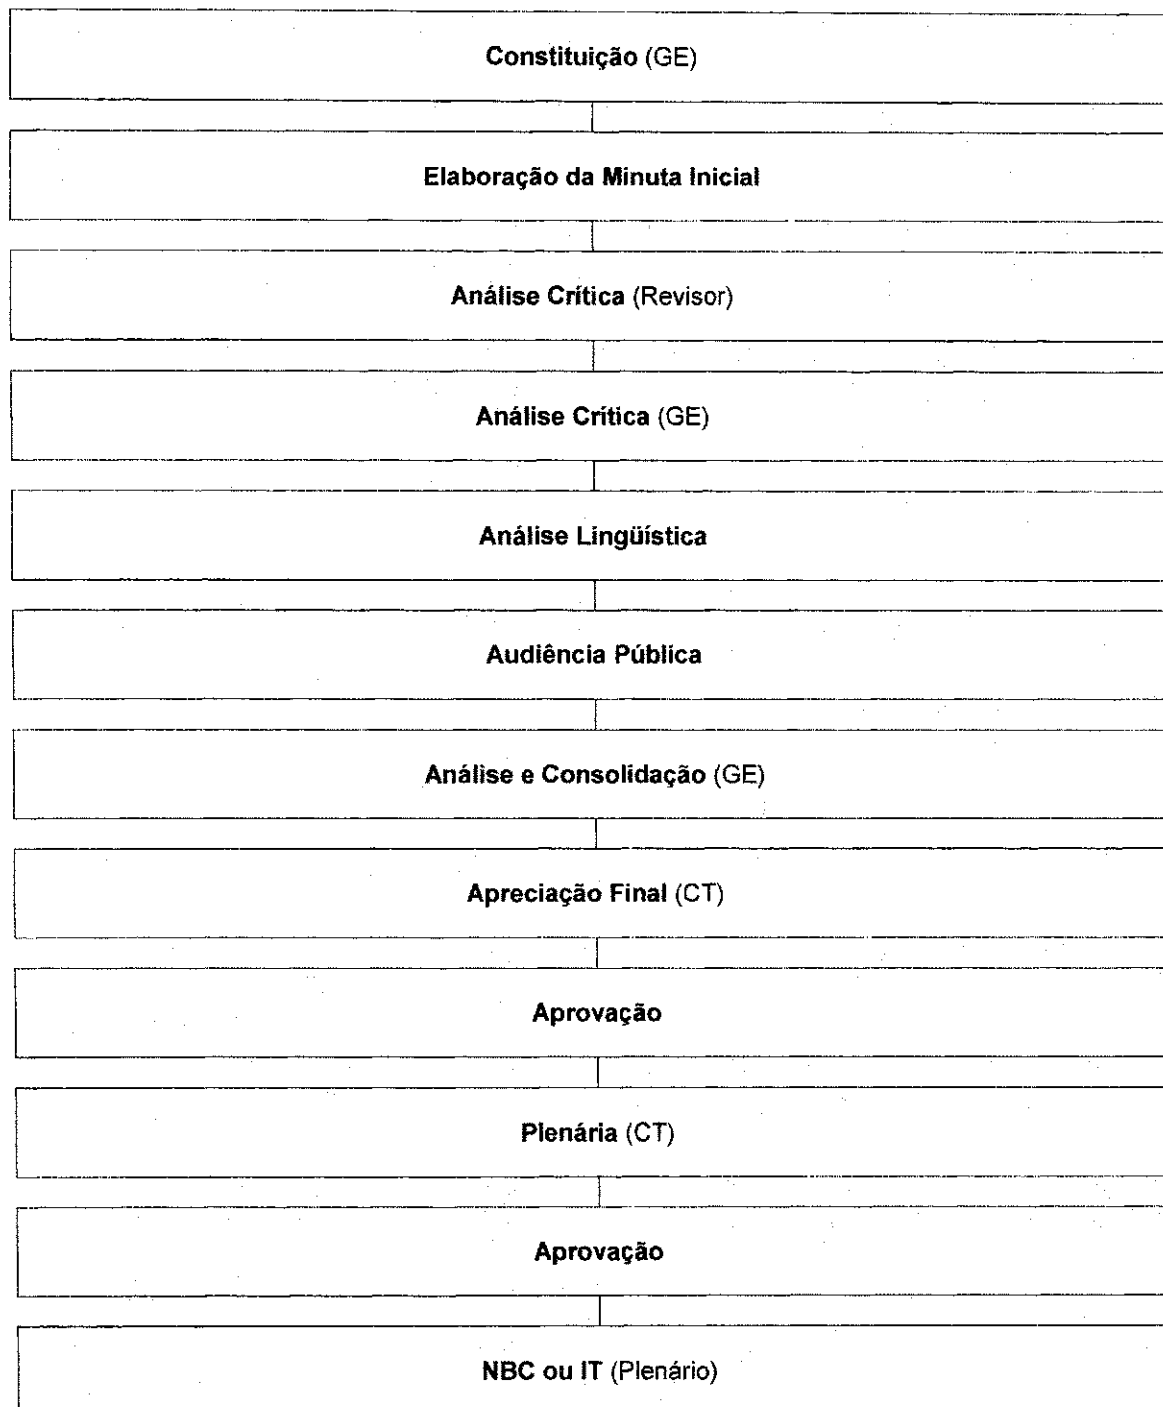 Constituição (GE)
Elaboração da Minuta Inicial
Análise Crítica (Revisor)
Análise Crítica (GE)
Análise Lingüística
Audiência Pública
Análise e Consolidação (GE)
Apreciação Final (CT)
Aprovação
Plenária (CT)
Aprovação
NBC ou IT (Plenário)